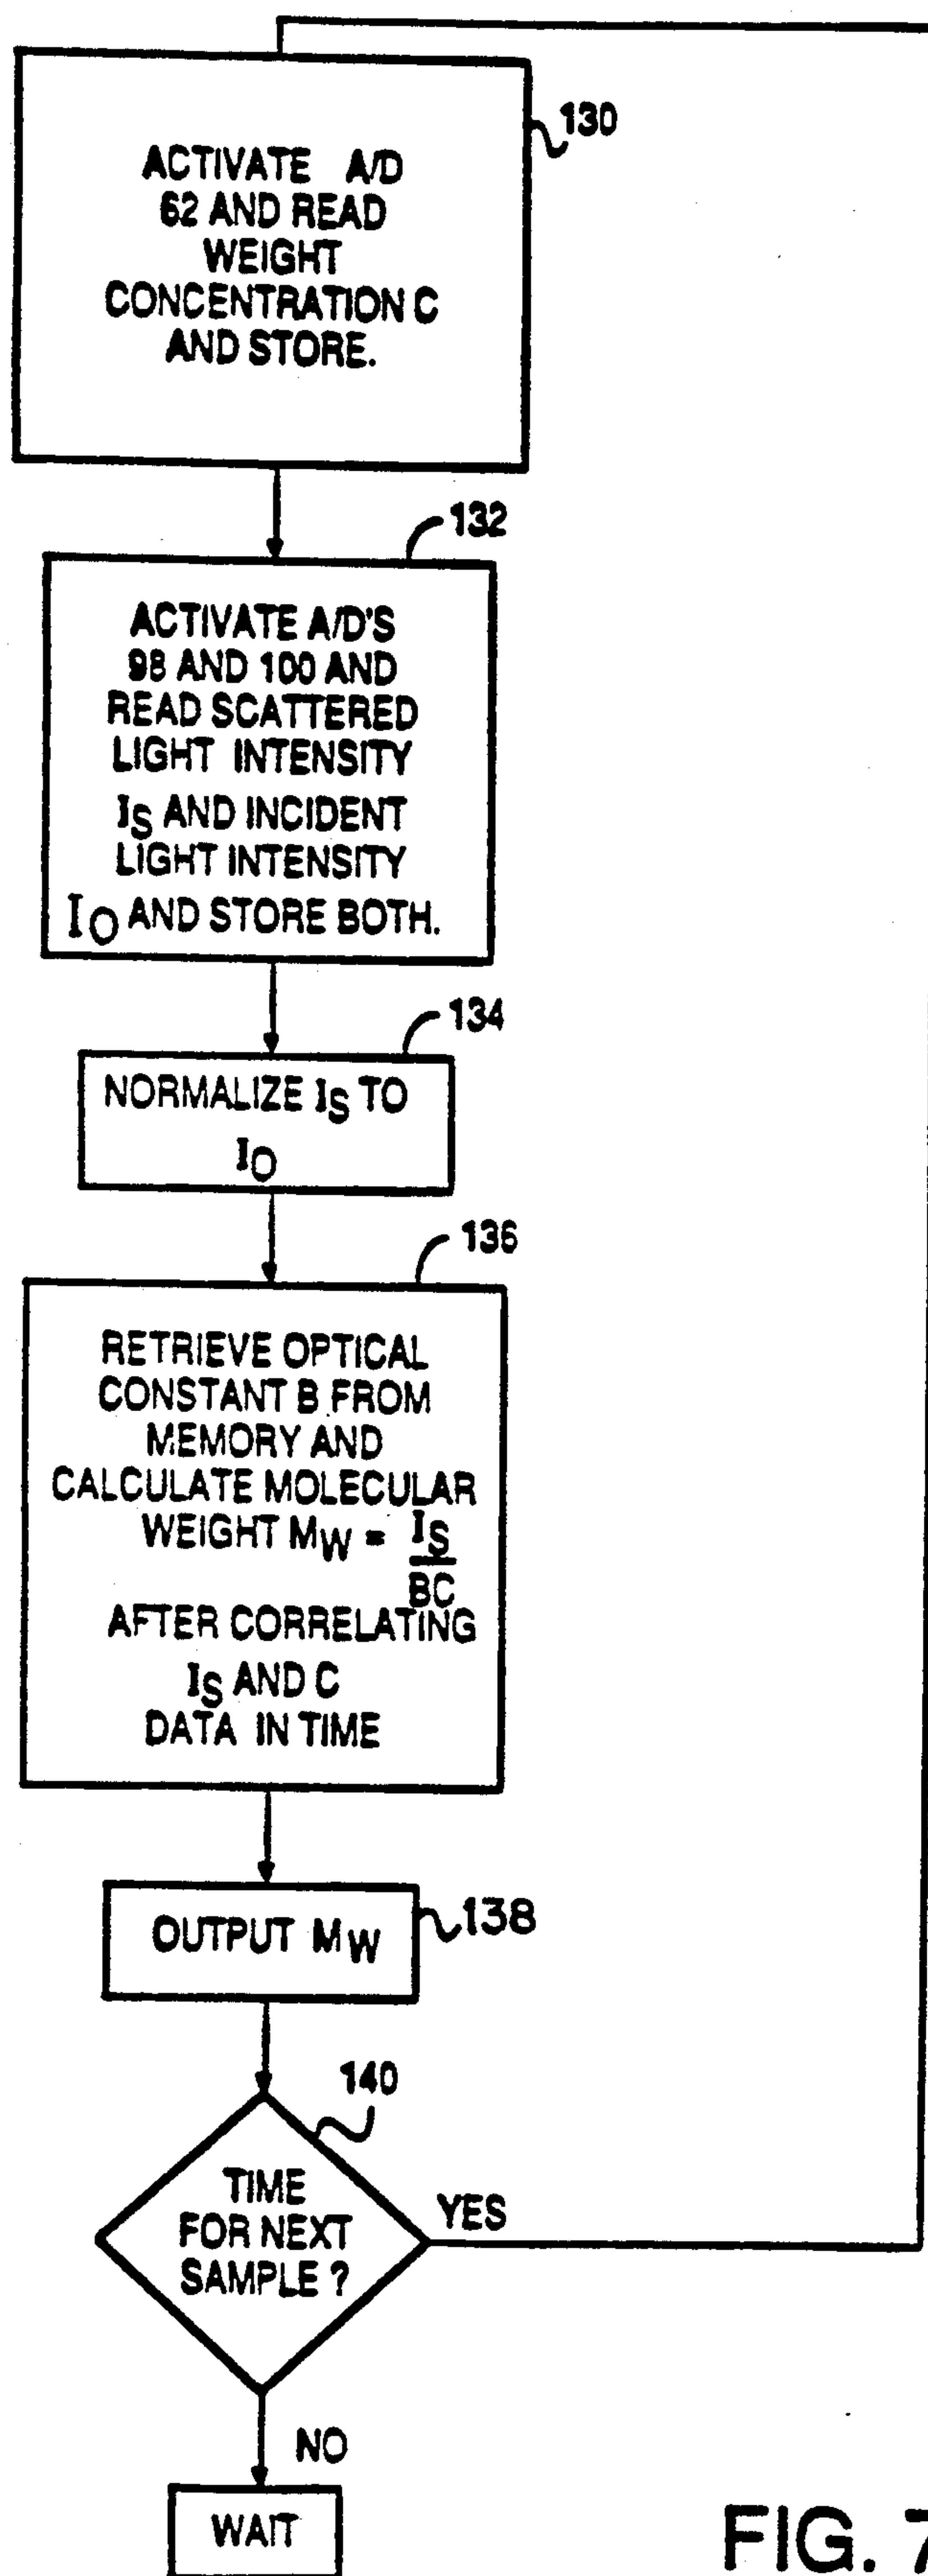 130
ACTIVATE A/D
62 AND READ
WEIGHT
CONCENTRATION C
AND STORE.
132
ACTIVATE A/D'S
98 AND 100 AND
READ SCATTERED
LIGHT INTENSITY
IS AND INCIDENT
LIGHT INTENSITY
IO AND STORE BOTH.
134
NORMALIZE IS TO
IO
136
RETRIEVE OPTICAL
CONSTANT B FROM
MEMORY AND
CALCULATE MOLECULAR
WEIGHT MW = IS
BC
AFTER CORRELATING
IS AND C
DATA IN TIME
OUTPUT MW
138
140
TIME
FOR NEXT
SAMPLE ?
YES
NO
WAIT
FIG. 7